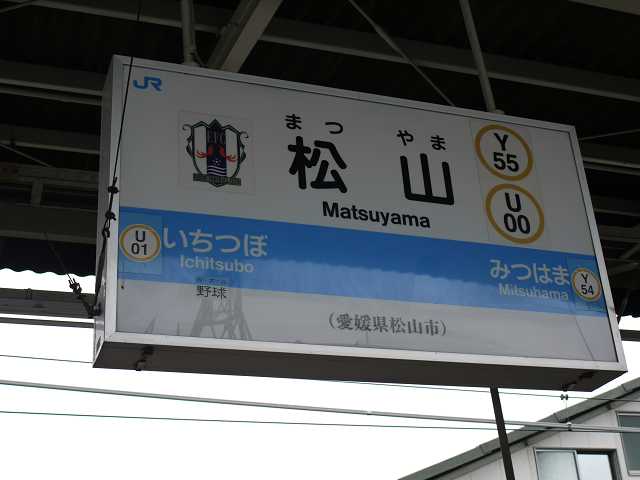 JR
まつ やま
松 山
Matsuyama
Y
55
U
00
U
01
いちつぼ
Ichitsubo
野球
みつはま
Mitsuhama
Y
54
(愛媛県松山市)